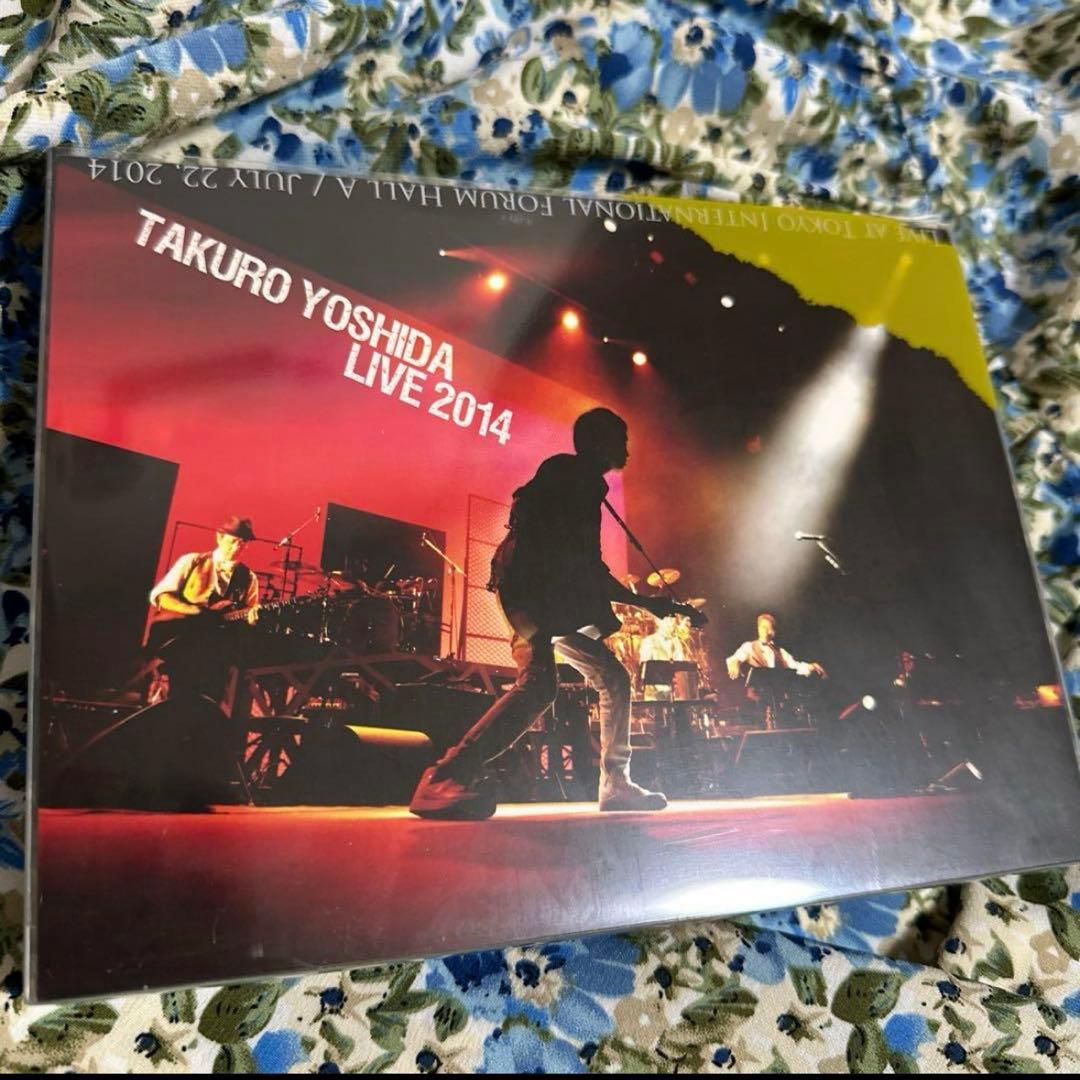 LIVE AT TOKYO INTERNATIONAL FORUM HALL A / JULY 22, 2014
TAKURO YOSHIDA
LIVE 2014